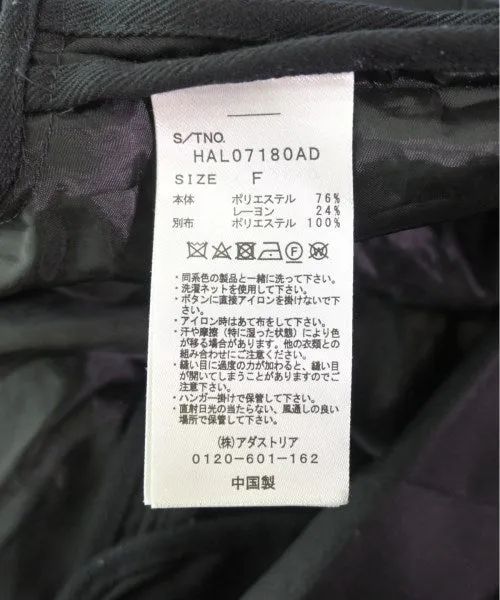 S/TNO.
HAL07180AD
SIZE F
本体 ポリエステル 76%
レーヨン 24%
別布 ポリエステル 100%
F W
・同系色の製品と一緒に洗って下さい。
・洗濯ネットを使用して下さい。
・ボタンに直接アイロンを掛けないで下
さい。
・アイロン時はあて布をして下さい。
・汗や摩擦（特に湿った状態）により色
が移る場合があります。他の衣類との
組み合わせにご注意ください。
・縫い目に過度の力が加わると、縫い目
が開いてしまうことがありますのでご
注意下さい。
・ハンガー掛けで保管して下さい。
・直射日光の当たらない、風通しの良い
場所で保管して下さい。
(株)アダストリア
0120-601-162
中国製